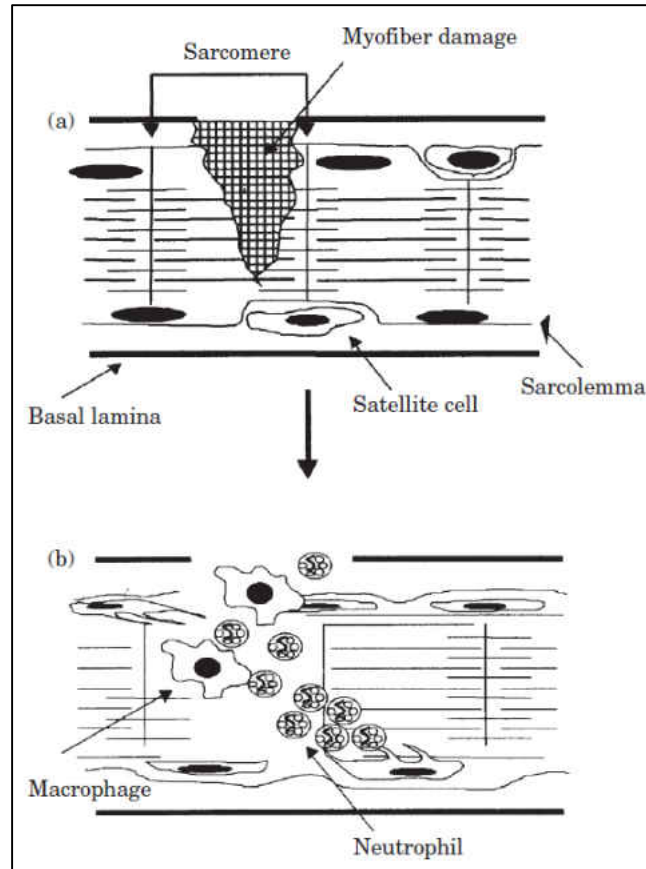 Myofiber damage
Sarcomere
(a)
Sarcolemma
Satellite cell
Basal lamina
(b)
Macrophage
Neutrophil